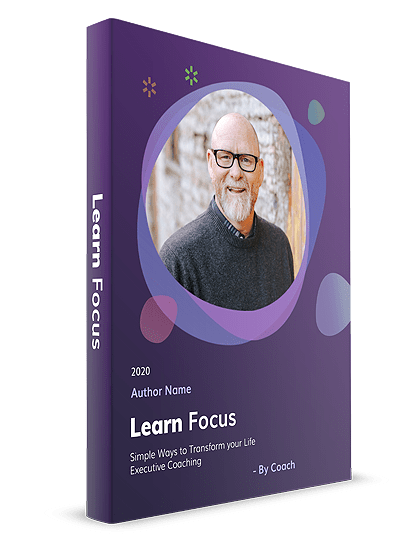 Learn Focus
2020
Author Name
Learn Focus
Simple Ways to Transform your Life
Executive Coaching
- By Coach